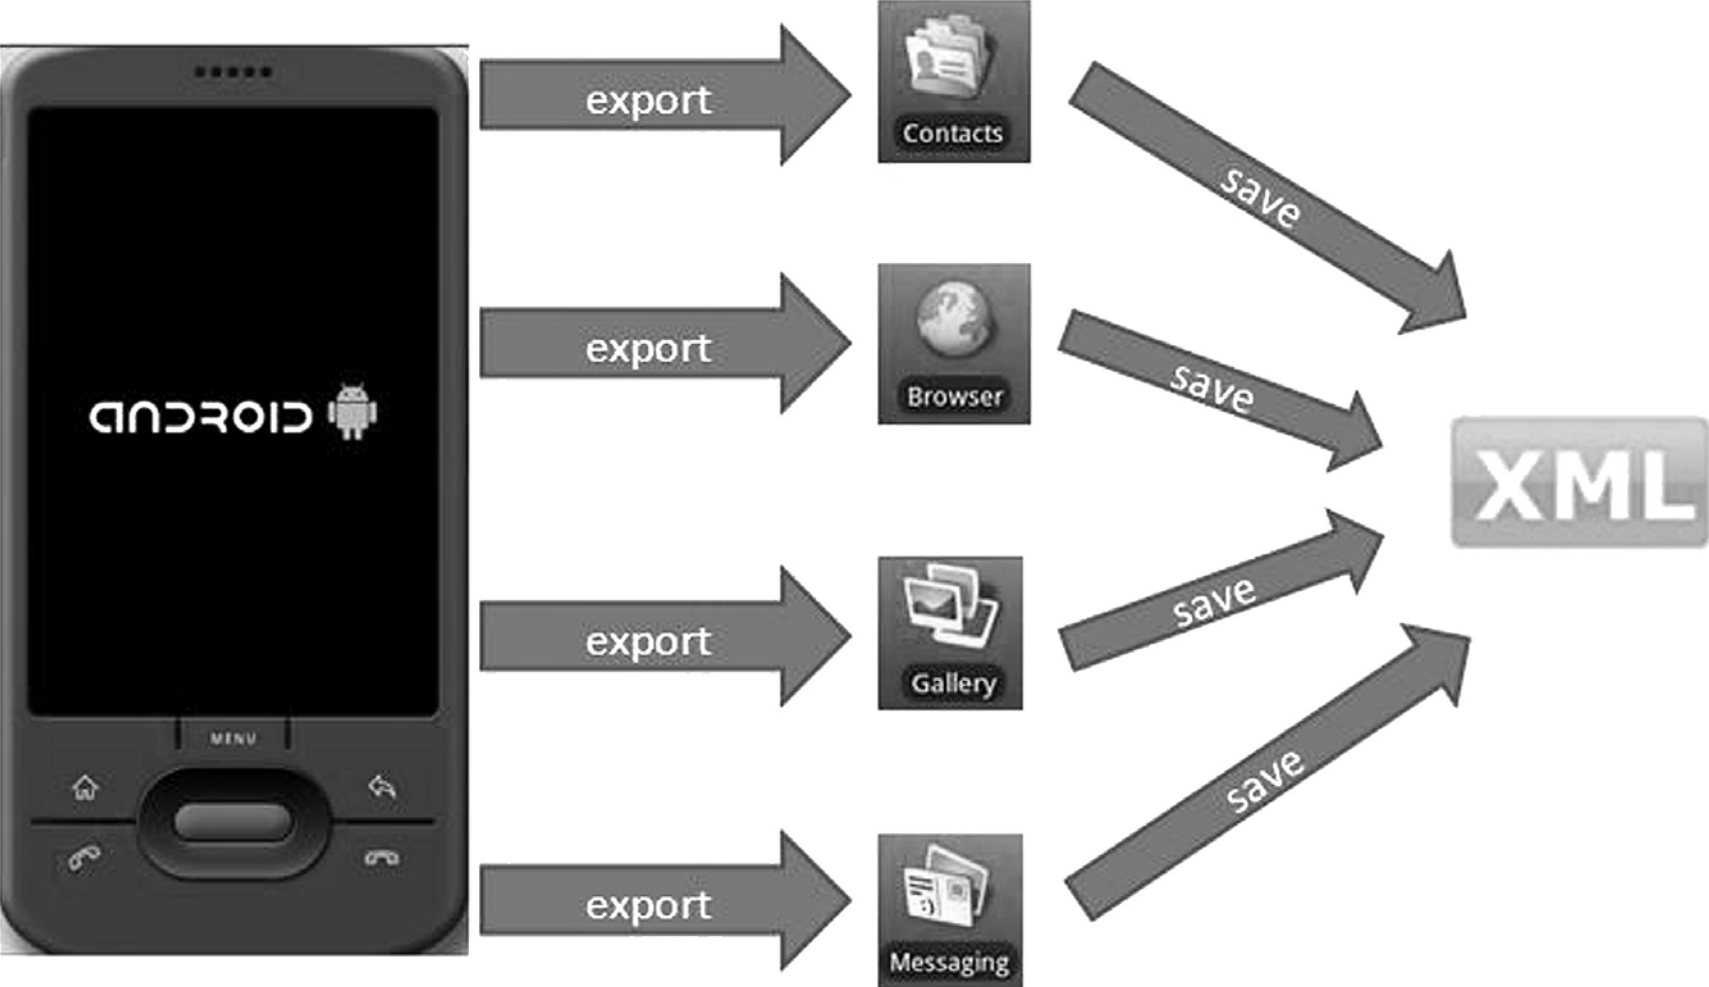 export
Contacts
save
export
Browser
save
ANDROID
XML
export
Gallery
save
MENU
save
export
Messaging